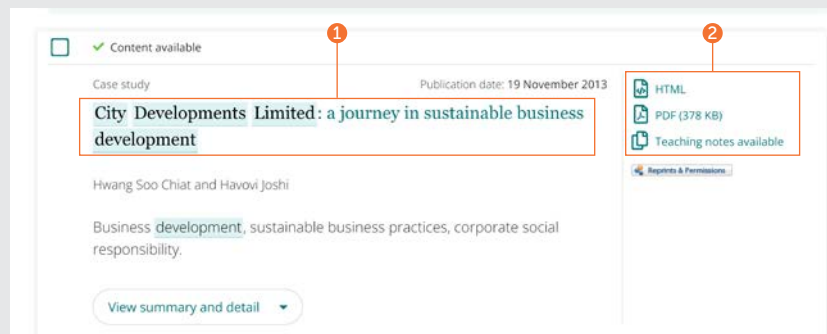 1
2
Content available
Case study
Publication date: 19 November 2013
City Developments Limited: a journey in sustainable business
development
HTML
PDF (378 KB)
Teaching notes available
Reprints & Permissions
Hwang Soo Chiat and Havovi Joshi
Business development, sustainable business practices, corporate social
responsibility.
View summary and detail